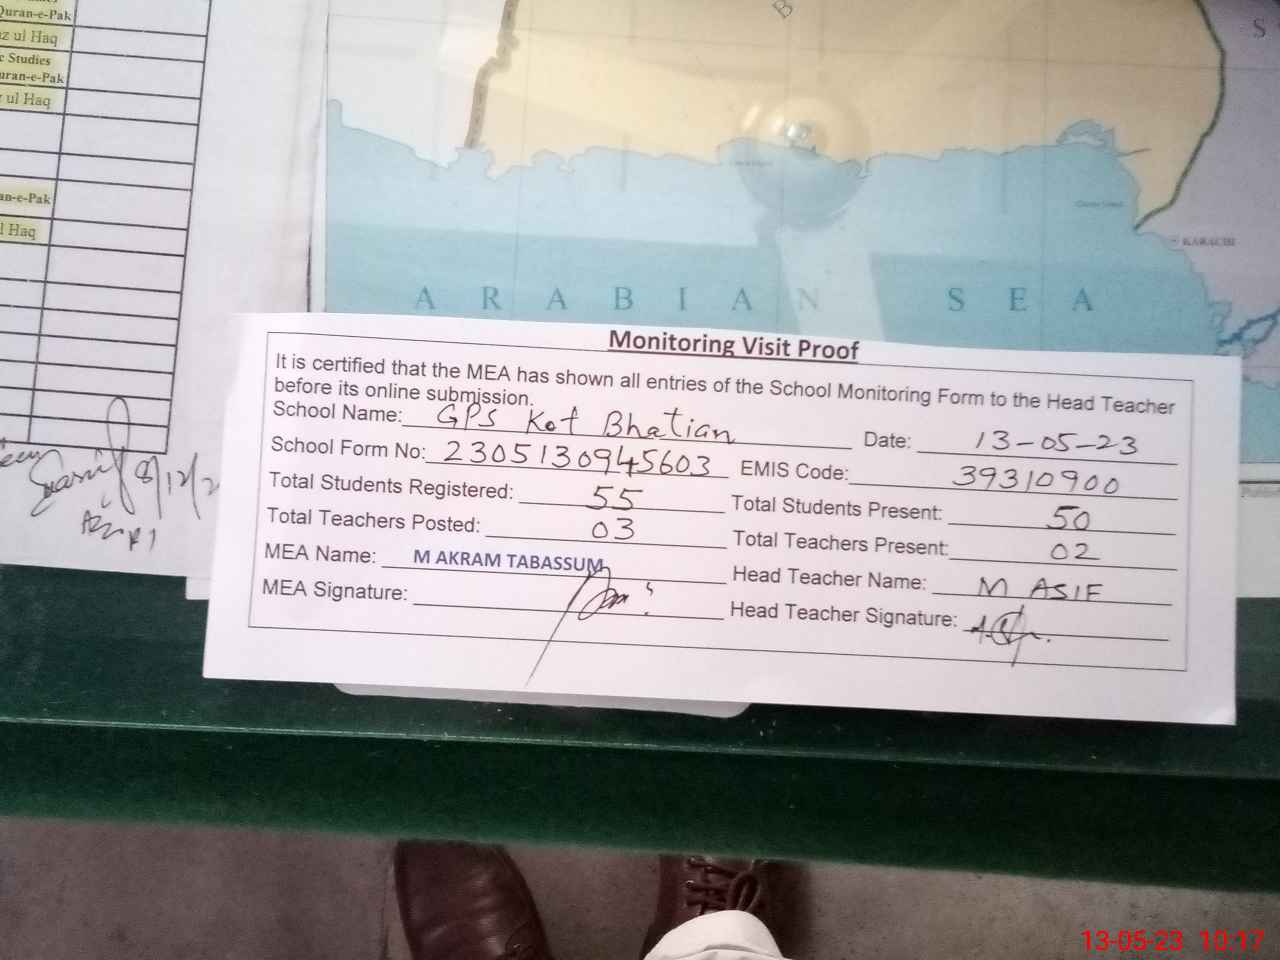 Quran-e-Pak
z ul Haq
c Studies
uran-e-Pak
ul Haq
an-e-Pak
l Haq
B
S
KARACHI
ARABIAN SEA
Monitoring Visit Proof
It is certified that the MEA has shown all entries of the School Monitoring Form to the Head Teacher
before its online submission.
School Name: GPS Kot Bhatian Date: 13-05-23
School Form No: 2305130945603 EMIS Code: 39310900
Total Students Registered: 55 Total Students Present: 50
Total Teachers Posted: 03 Total Teachers Present: 02
MEA Name: M AKRAM TABASSUM Head Teacher Name: M ASIF
MEA Signature: Head Teacher Signature:
13-05-23 10:17